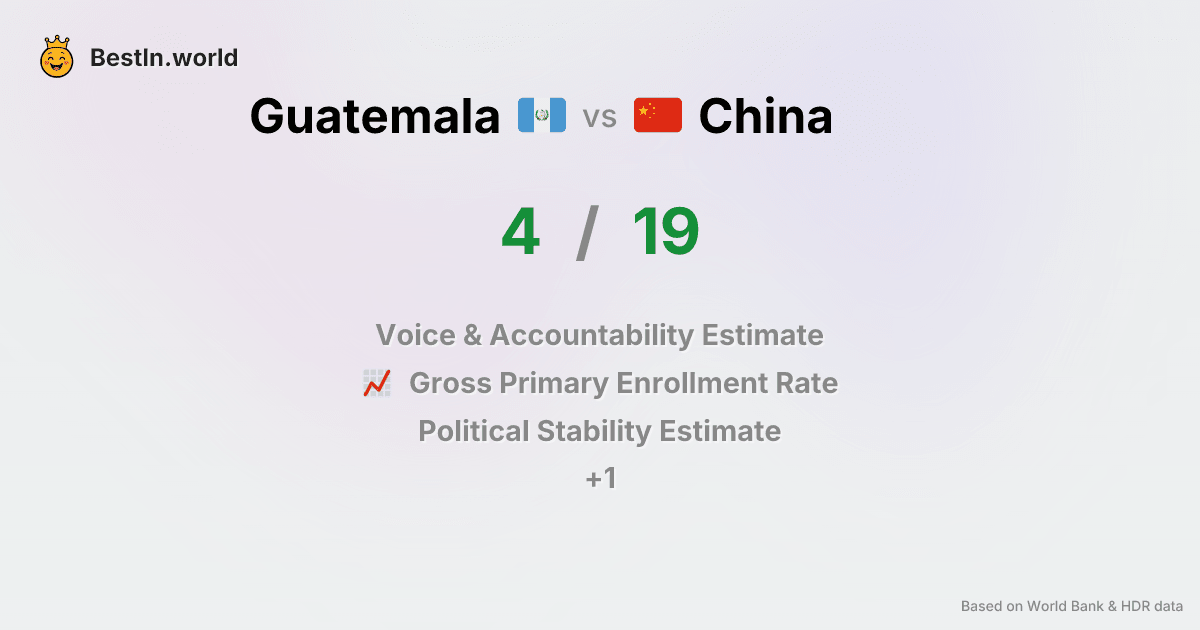 BestIn.world
Guatemala vs China
4 / 19
Voice & Accountability Estimate
Gross Primary Enrollment Rate
Political Stability Estimate
+1
Based on World Bank & HDR data